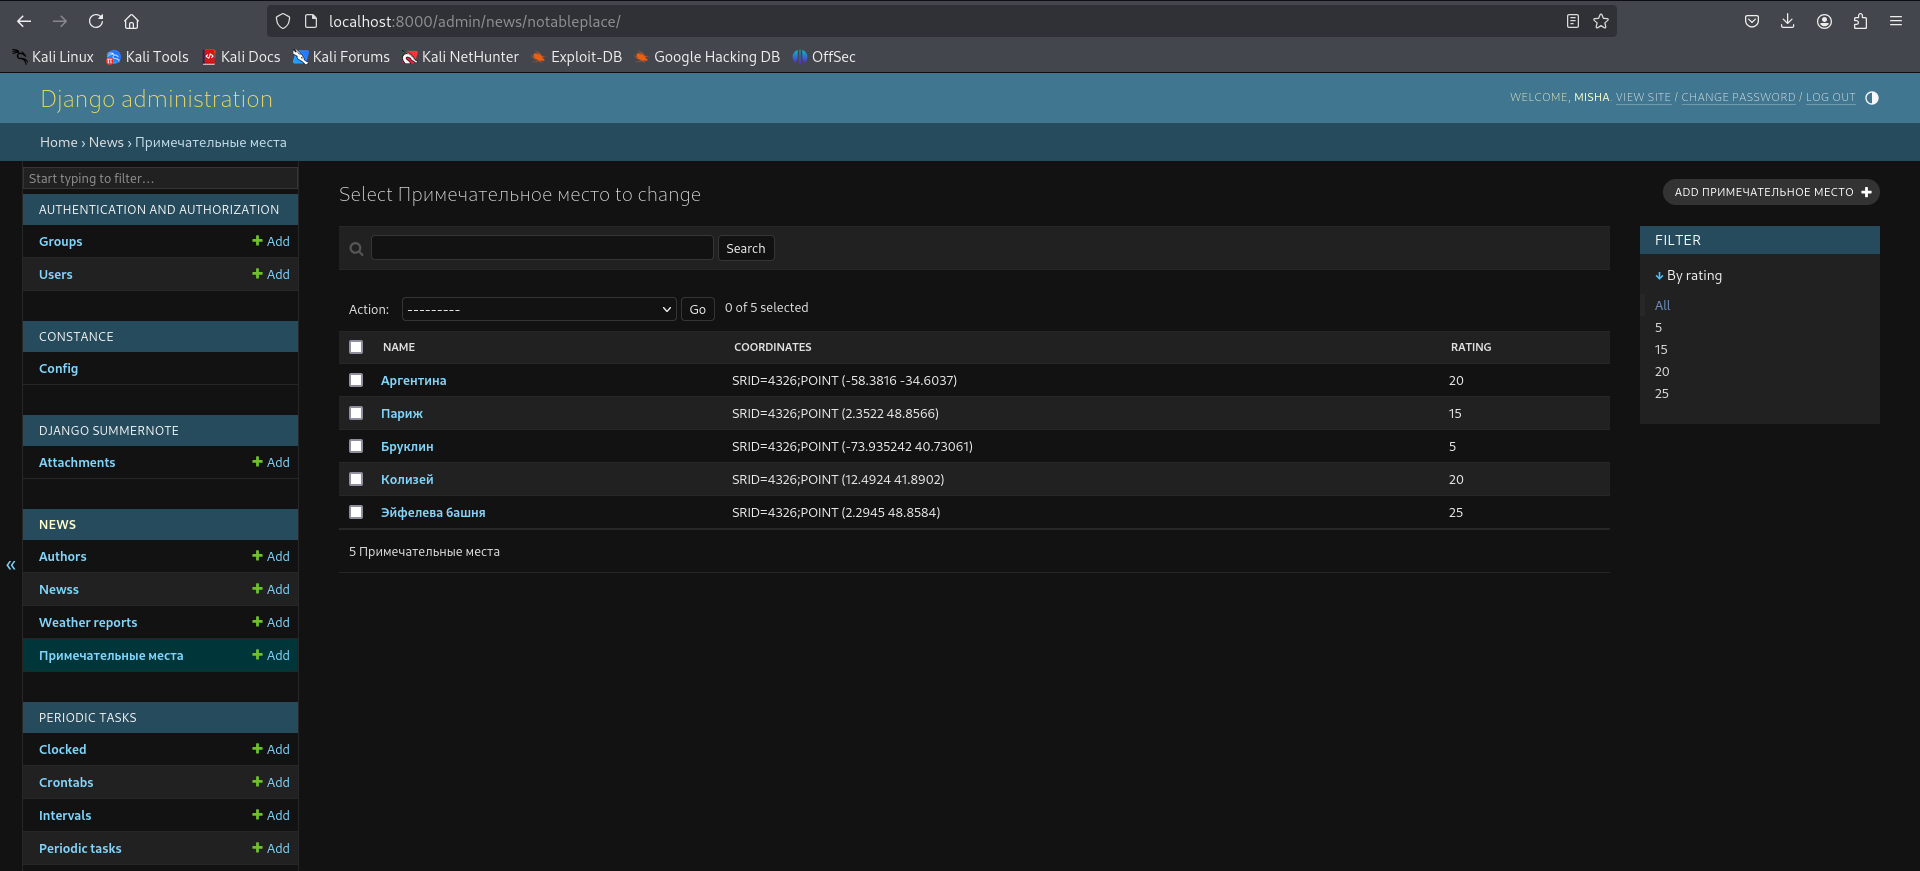 localhost:8000/admin/news/notableplace/
Kali Linux Kali Tools Kali Docs Kali Forums Kali NetHunter Exploit-DB Google Hacking DB OffSec
Django administration
WELCOME, MISHA. VIEW SITE / CHANGE PASSWORD / LOG OUT
Home › News › Примечательные места
Start typing to filter...
AUTHENTICATION AND AUTHORIZATION
Groups + Add
Users + Add
CONSTANCE
Config
DJANGO SUMMERNOTE
Attachments + Add
NEWS
Authors + Add
Newss + Add
Weather reports + Add
Примечательные места + Add
PERIODIC TASKS
Clocked + Add
Crontabs + Add
Intervals + Add
Periodic tasks + Add
«
Select Примечательное место to change
ADD ПРИМЕЧАТЕЛЬНОЕ МЕСТО +
Search
Action: --------- Go 0 of 5 selected
NAME COORDINATES RATING
Аргентина SRID=4326;POINT (-58.3816 -34.6037) 20
Париж SRID=4326;POINT (2.3522 48.8566) 15
Бруклин SRID=4326;POINT (-73.935242 40.73061) 5
Колизей SRID=4326;POINT (12.4924 41.8902) 20
Эйфелева башня SRID=4326;POINT (2.2945 48.8584) 25
5 Примечательные места
FILTER
↓ By rating
All
5
15
20
25